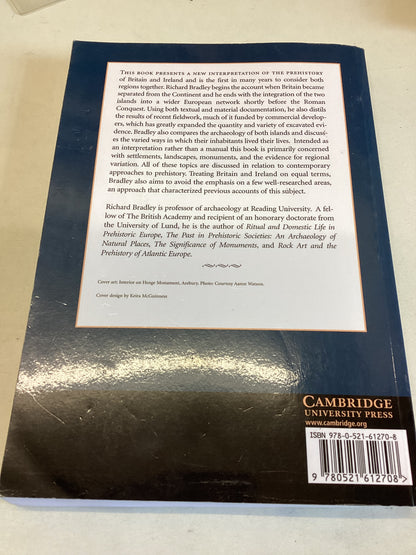 THIS BOOK PRESENTS A NEW INTERPRETATION OF THE PREHISTORY
of Britain and Ireland and is the first in many years to consider both
regions together. Richard Bradley begins the account when Britain became
separated from the Continent and he ends with the integration of the two
islands into a wider European network shortly before the Roman
Conquest. Using both textual and material documentation, he also distils
the results of recent fieldwork, much of it funded by commercial develop-
ers, which has greatly expanded the quantity and variety of excavated evi-
dence. Bradley also compares the archaeology of both islands and discuss-
es the varied ways in which their inhabitants lived their lives. Intended as
an interpretation rather than a manual this book is primarily concerned
with settlements, landscapes, monuments, and the evidence for regional
variation. All of these topics are discussed in relation to contemporary
approaches to prehistory. Treating Britain and Ireland on equal terms,
Bradley also aims to avoid the emphasis on a few well-researched areas,
an approach that characterized previous accounts of this subject.
Richard Bradley is professor of archaeology at Reading University. A fel-
low of The British Academy and recipient of an honorary doctorate from
the University of Lund, he is the author of Ritual and Domestic Life in
Prehistoric Europe, The Past in Prehistoric Societies: An Archaeology of
Natural Places, The Significance of Monuments, and Rock Art and the
Prehistory of Atlantic Europe.
Cover art: Interior on Henge Monument, Avebury. Photo: Courtesy Aaron Watson.
Cover design by Keira McGuinness
CAMBRIDGE
UNIVERSITY PRESS
www.cambridge.org
ISBN 978-0-521-61270-8
9 780521 612708 >